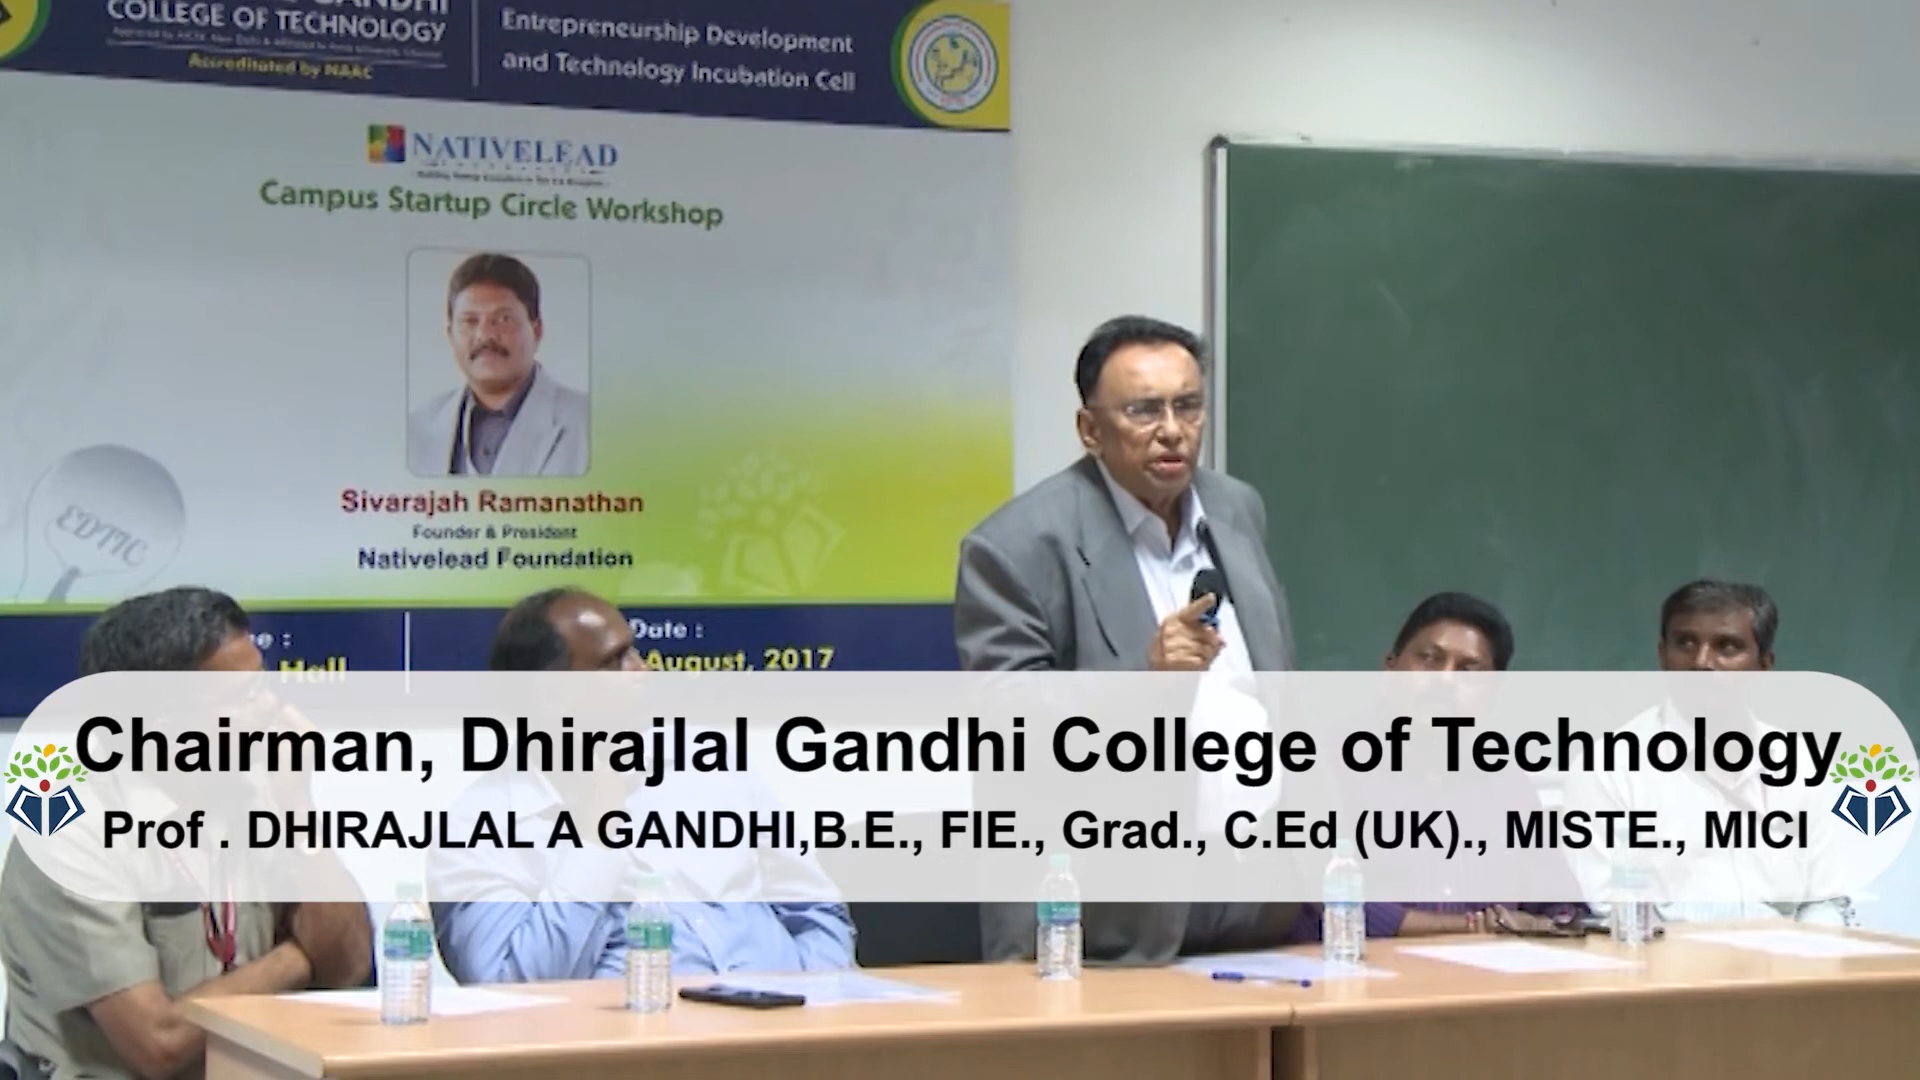 GANDHI
COLLEGE OF TECHNOLOGY
Accreditated by NAAC
Entrepreneurship Development
and Technology Incubation Cell
NATIVELEAD
Campus Startup Circle Workshop
EDTIC
Sivarajah Ramanathan
Founder & President
Nativelead Foundation
Hall
Date :
August, 2017
Chairman, Dhirajlal Gandhi College of Technology
Prof . DHIRAJLAL A GANDHI,B.E., FIE., Grad., C.Ed (UK)., MISTE., MICI